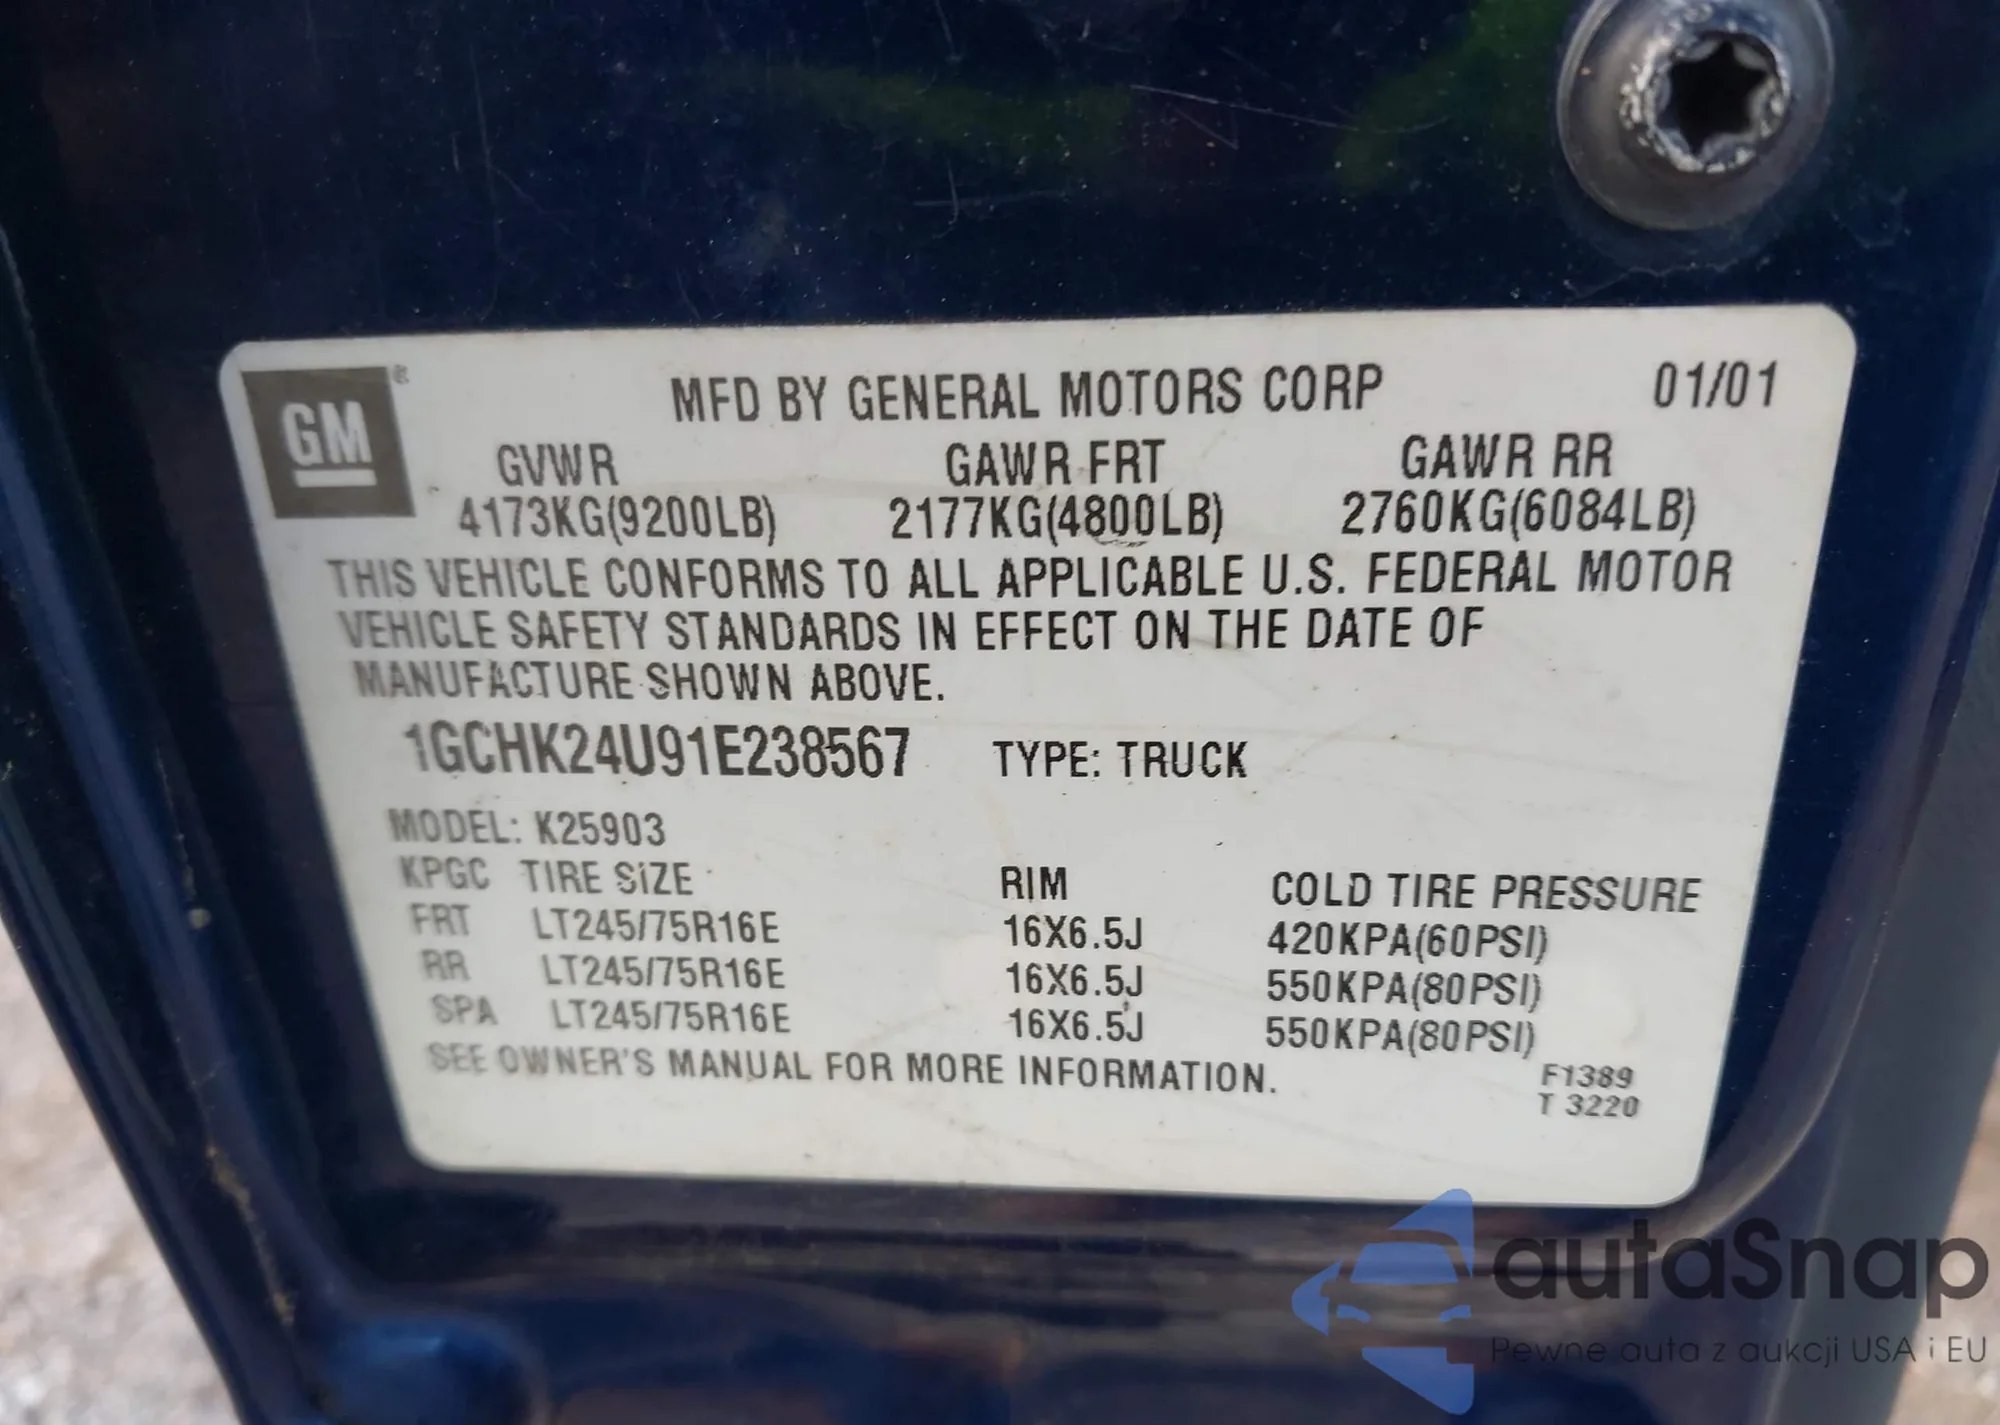 GM
MFD BY GENERAL MOTORS CORP 01/01
GVWR GAWR FRT GAWR RR
4173KG(9200LB) 2177KG(4800LB) 2760KG(6084LB)
THIS VEHICLE CONFORMS TO ALL APPLICABLE U.S. FEDERAL MOTOR
VEHICLE SAFETY STANDARDS IN EFFECT ON THE DATE OF
MANUFACTURE SHOWN ABOVE.
1GCHK24U91E238567 TYPE: TRUCK
MODEL: K25903
KPGC TIRE SIZE RIM COLD TIRE PRESSURE
FRT LT245/75R16E 16X6.5J 420KPA(60PSI)
RR LT245/75R16E 16X6.5J 550KPA(80PSI)
SPA LT245/75R16E 16X6.5J 550KPA(80PSI)
SEE OWNER'S MANUAL FOR MORE INFORMATION.
F1389
T 3220
autaSnap
Pewne auta z aukcji USA i EU